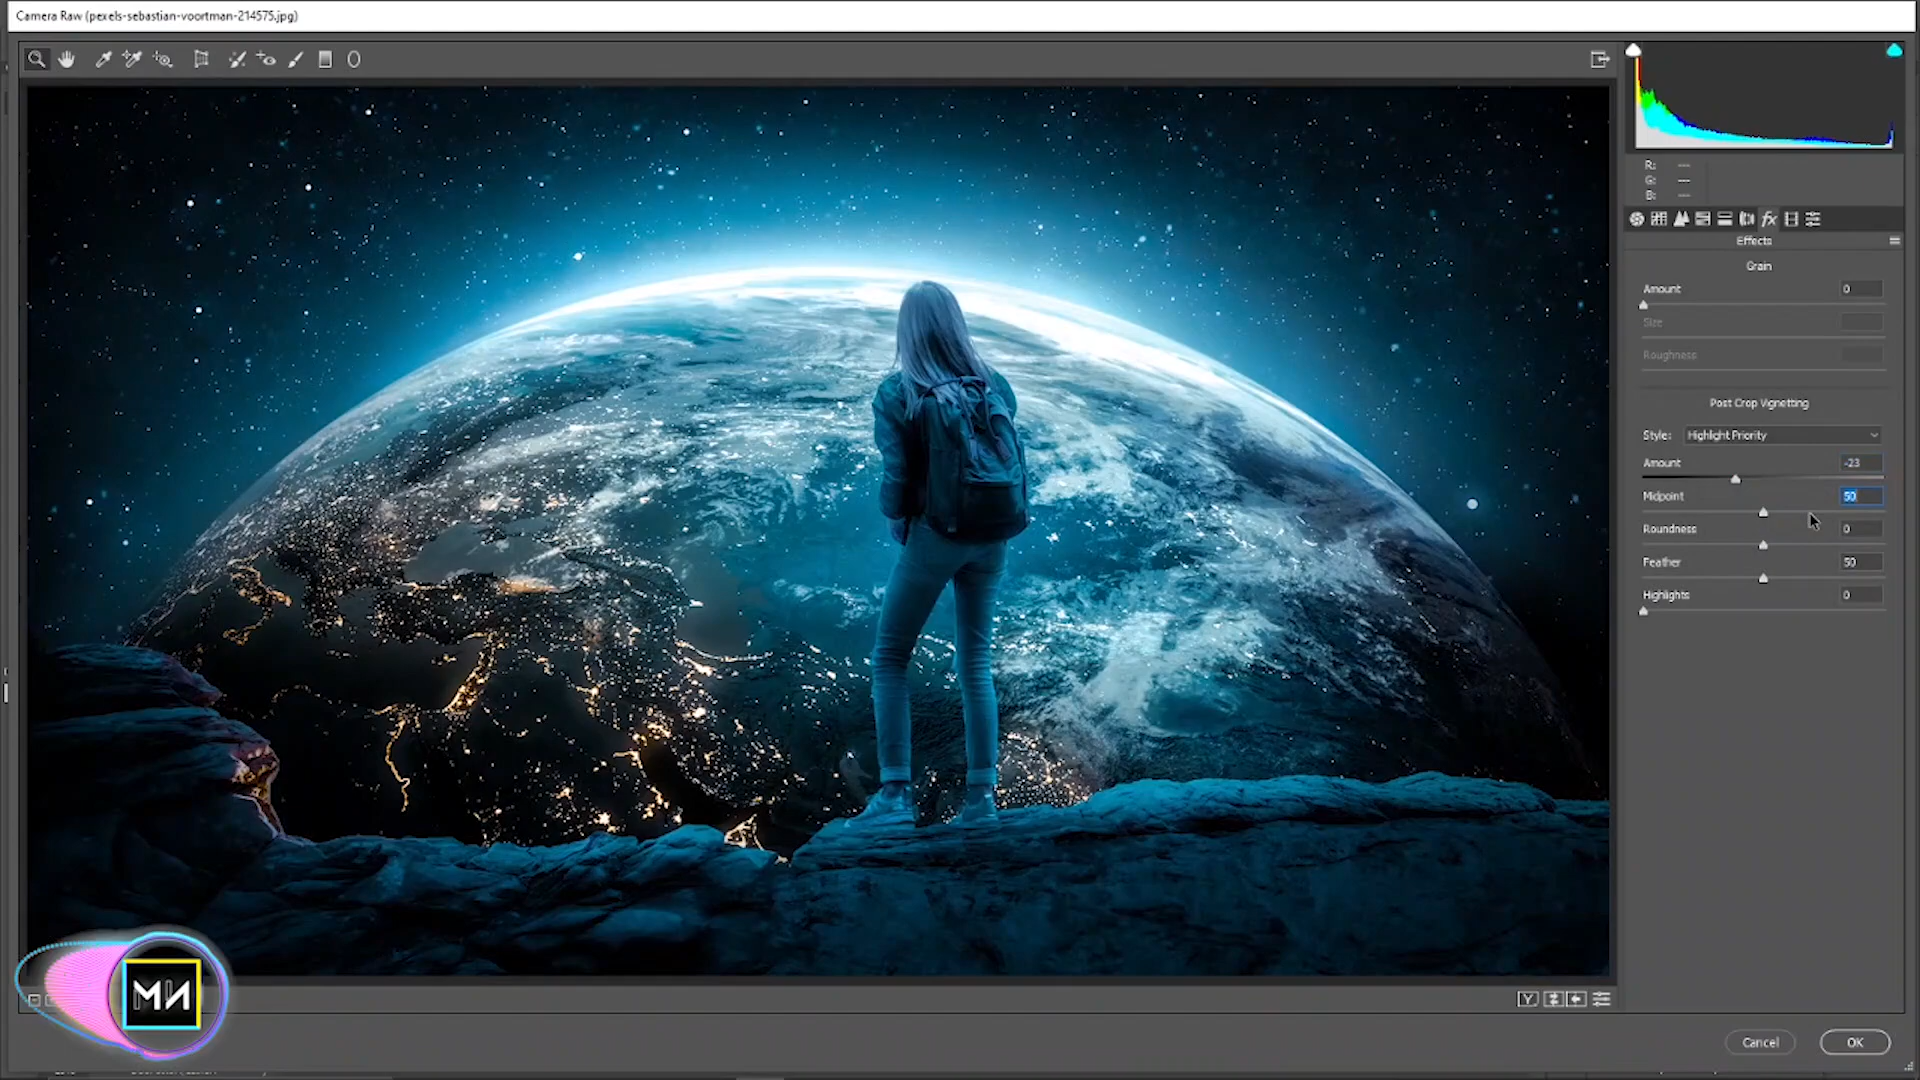 Camera Raw (pexels-sebastian-voortman-214575.jpg)
R: ---
G: ---
B: ---
fx
Effects
Grain
Amount 0
Size
Roughness
Post Crop Vignetting
Style: Highlight Priority
Amount -23
Midpoint 50
Roundness 0
Feather 50
Highlights 0
Y
Cancel OK